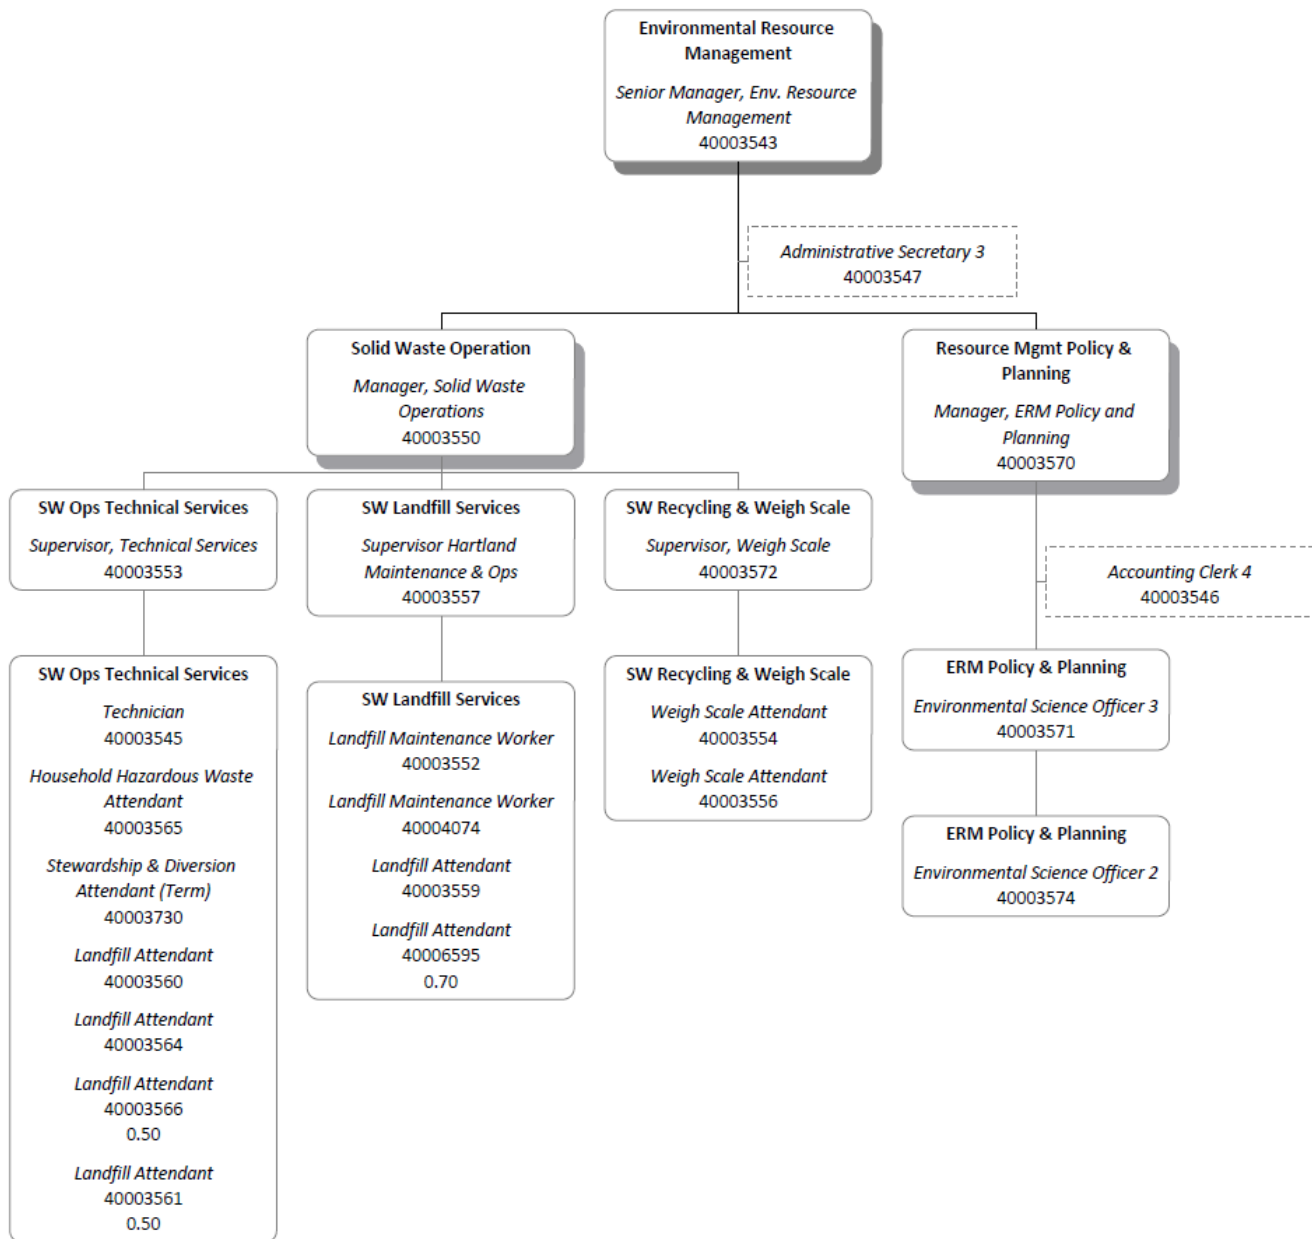 Environmental Resource
Management
Senior Manager, Env. Resource
Management
40003543
Administrative Secretary 3
40003547
Solid Waste Operation
Manager, Solid Waste
Operations
40003550
Resource Mgmt Policy &
Planning
Manager, ERM Policy and
Planning
40003570
SW Ops Technical Services
Supervisor, Technical Services
40003553
SW Landfill Services
Supervisor Hartland
Maintenance & Ops
40003557
SW Recycling & Weigh Scale
Supervisor, Weigh Scale
40003572
Accounting Clerk 4
40003546
SW Ops Technical Services
Technician
40003545
Household Hazardous Waste
Attendant
40003565
Stewardship & Diversion
Attendant (Term)
40003730
Landfill Attendant
40003560
Landfill Attendant
40003564
Landfill Attendant
40003566
0.50
Landfill Attendant
40003561
0.50
SW Landfill Services
Landfill Maintenance Worker
40003552
Landfill Maintenance Worker
40004074
Landfill Attendant
40003559
Landfill Attendant
40006595
0.70
SW Recycling & Weigh Scale
Weigh Scale Attendant
40003554
Weigh Scale Attendant
40003556
ERM Policy & Planning
Environmental Science Officer 3
40003571
ERM Policy & Planning
Environmental Science Officer 2
40003574